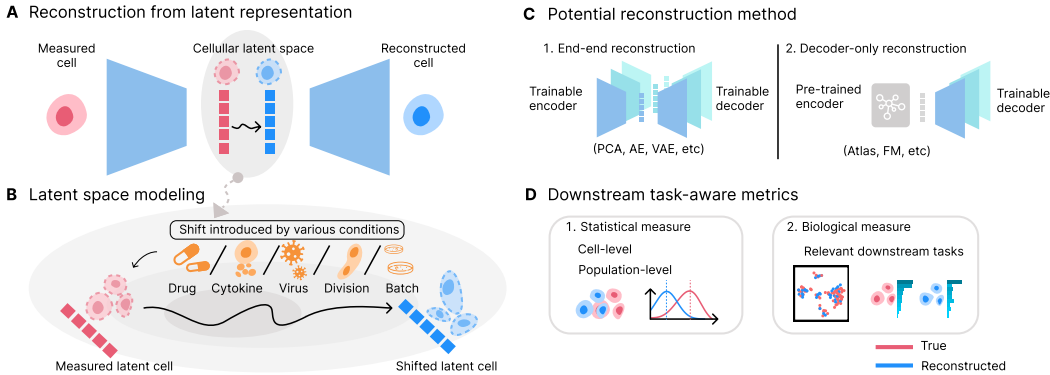 A Reconstruction from latent representation
Measured
cell
Cellullar latent space
Reconstructed
cell
B Latent space modeling
Shift introduced by various conditions
Drug
Cytokine
Virus
Division
Batch
Measured latent cell
Shifted latent cell
C Potential reconstruction method
1. End-end reconstruction
Trainable
encoder
Trainable
decoder
(PCA, AE, VAE, etc)
2. Decoder-only reconstruction
Pre-trained
encoder
Trainable
decoder
(Atlas, FM, etc)
D Downstream task-aware metrics
1. Statistical measure
Cell-level
Population-level
2. Biological measure
Relevant downstream tasks
True
Reconstructed